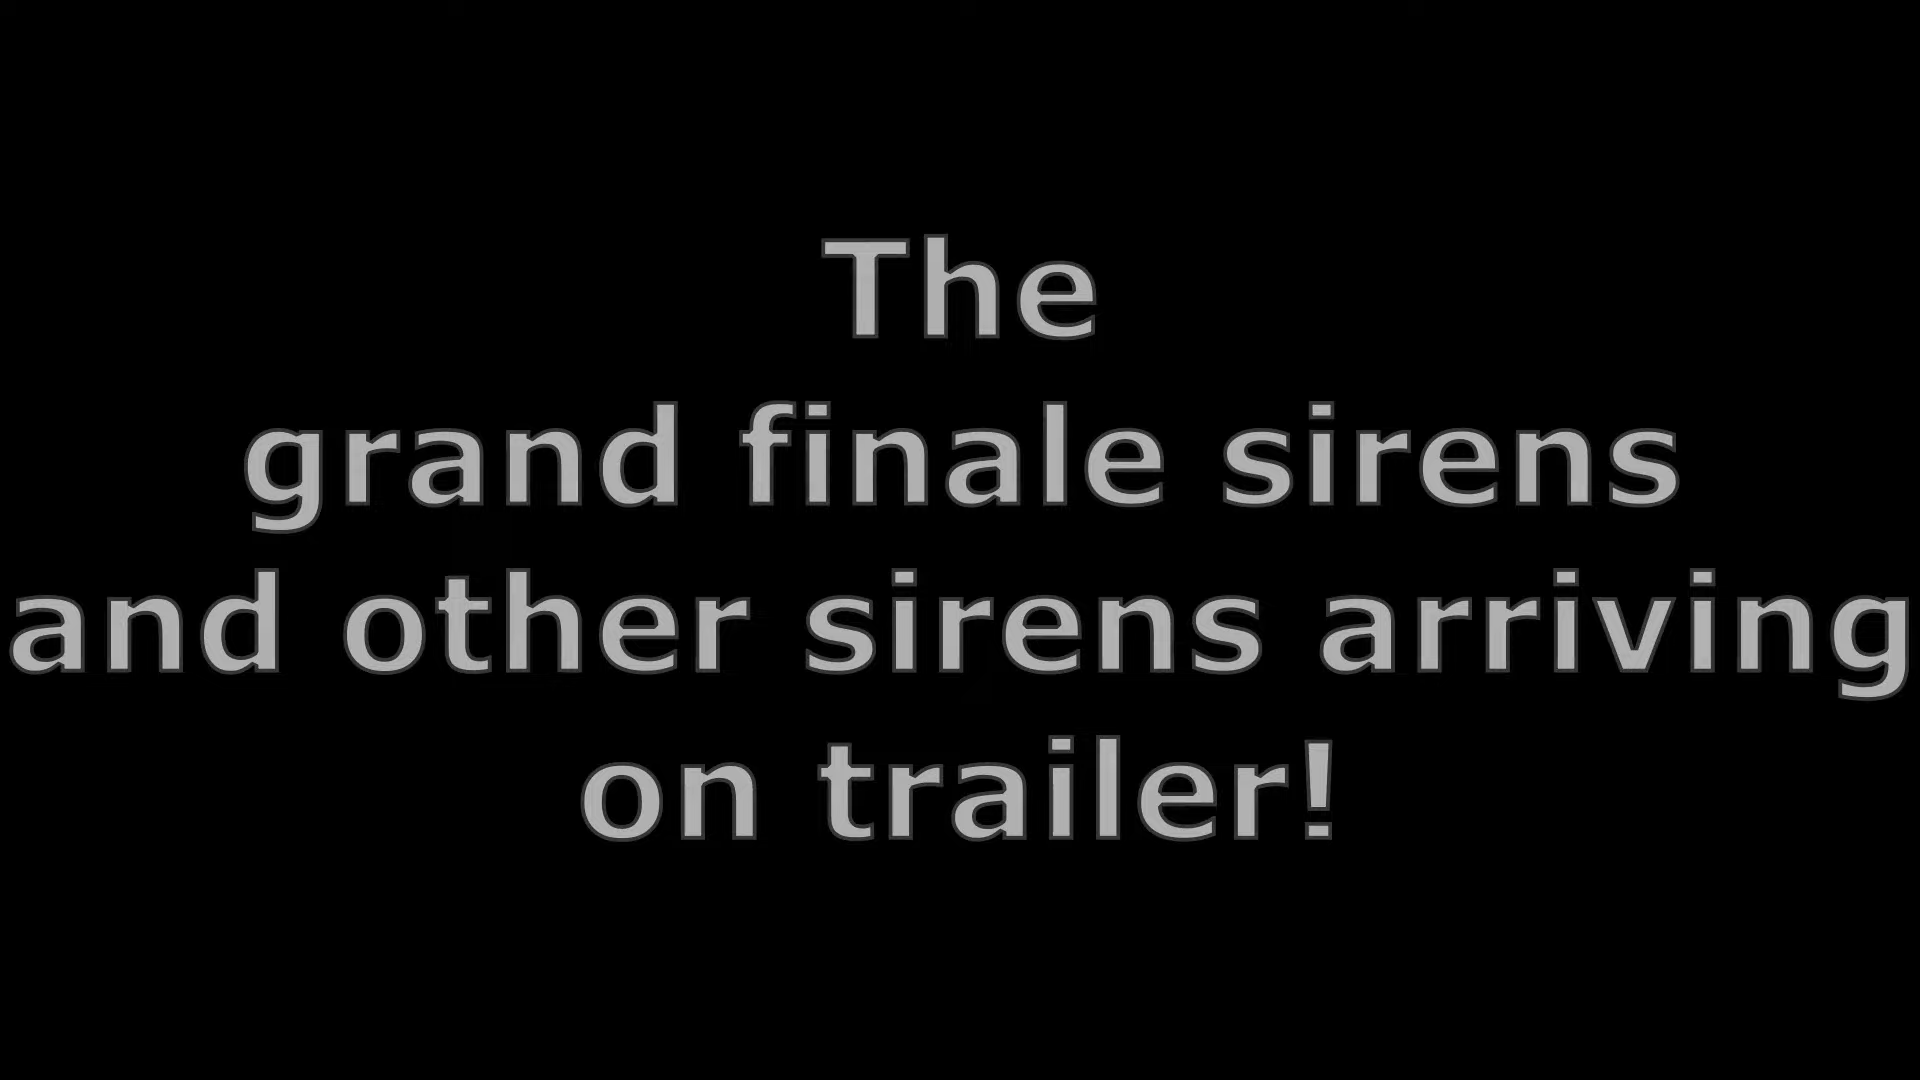 The
grand finale sirens
and other sirens arriving
on trailer!